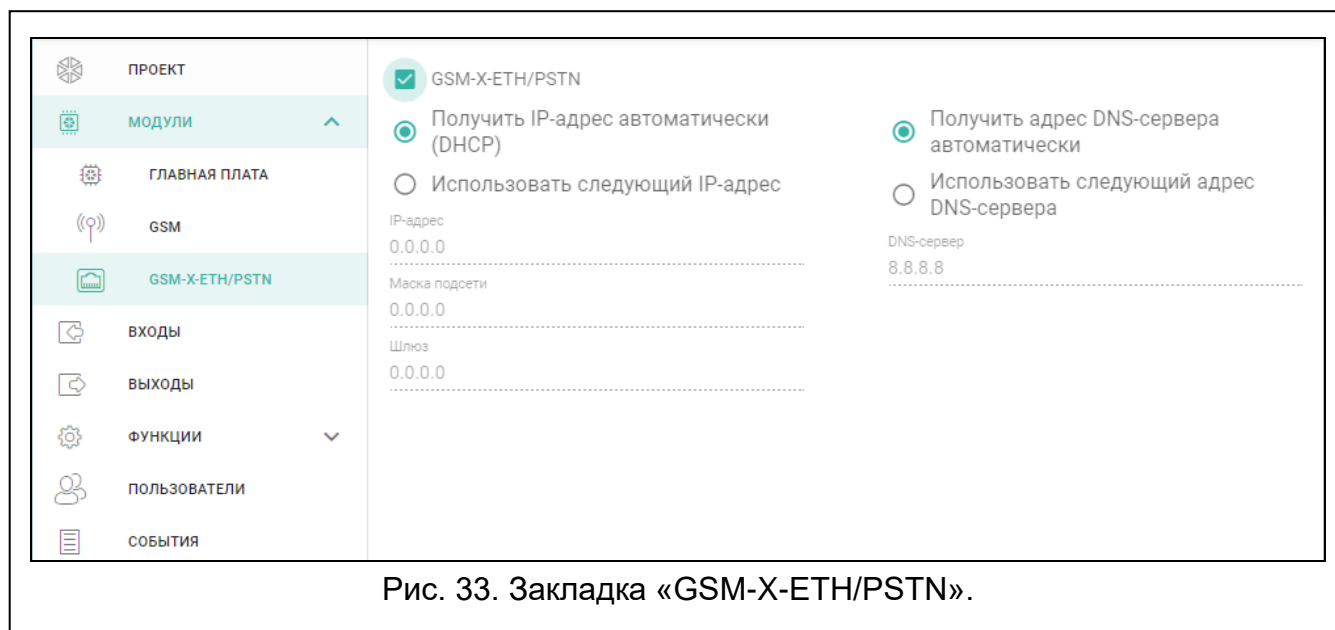 ПРОЕКТ
МОДУЛИ
ГЛАВНАЯ ПЛАТА
GSM
GSM-X-ETH/PSTN
ВХОДЫ
ВЫХОДЫ
ФУНКЦИИ
ПОЛЬЗОВАТЕЛИ
СОБЫТИЯ
GSM-X-ETH/PSTN
Получить IP-адрес автоматически
(DHCP)
Использовать следующий IP-адрес
IP-адрес
0.0.0.0
Маска подсети
0.0.0.0
Шлюз
0.0.0.0
Получить адрес DNS-сервера
автоматически
Использовать следующий адрес
DNS-сервера
DNS-сервер
8.8.8.8
Рис. 33. Закладка «GSM-X-ETH/PSTN».